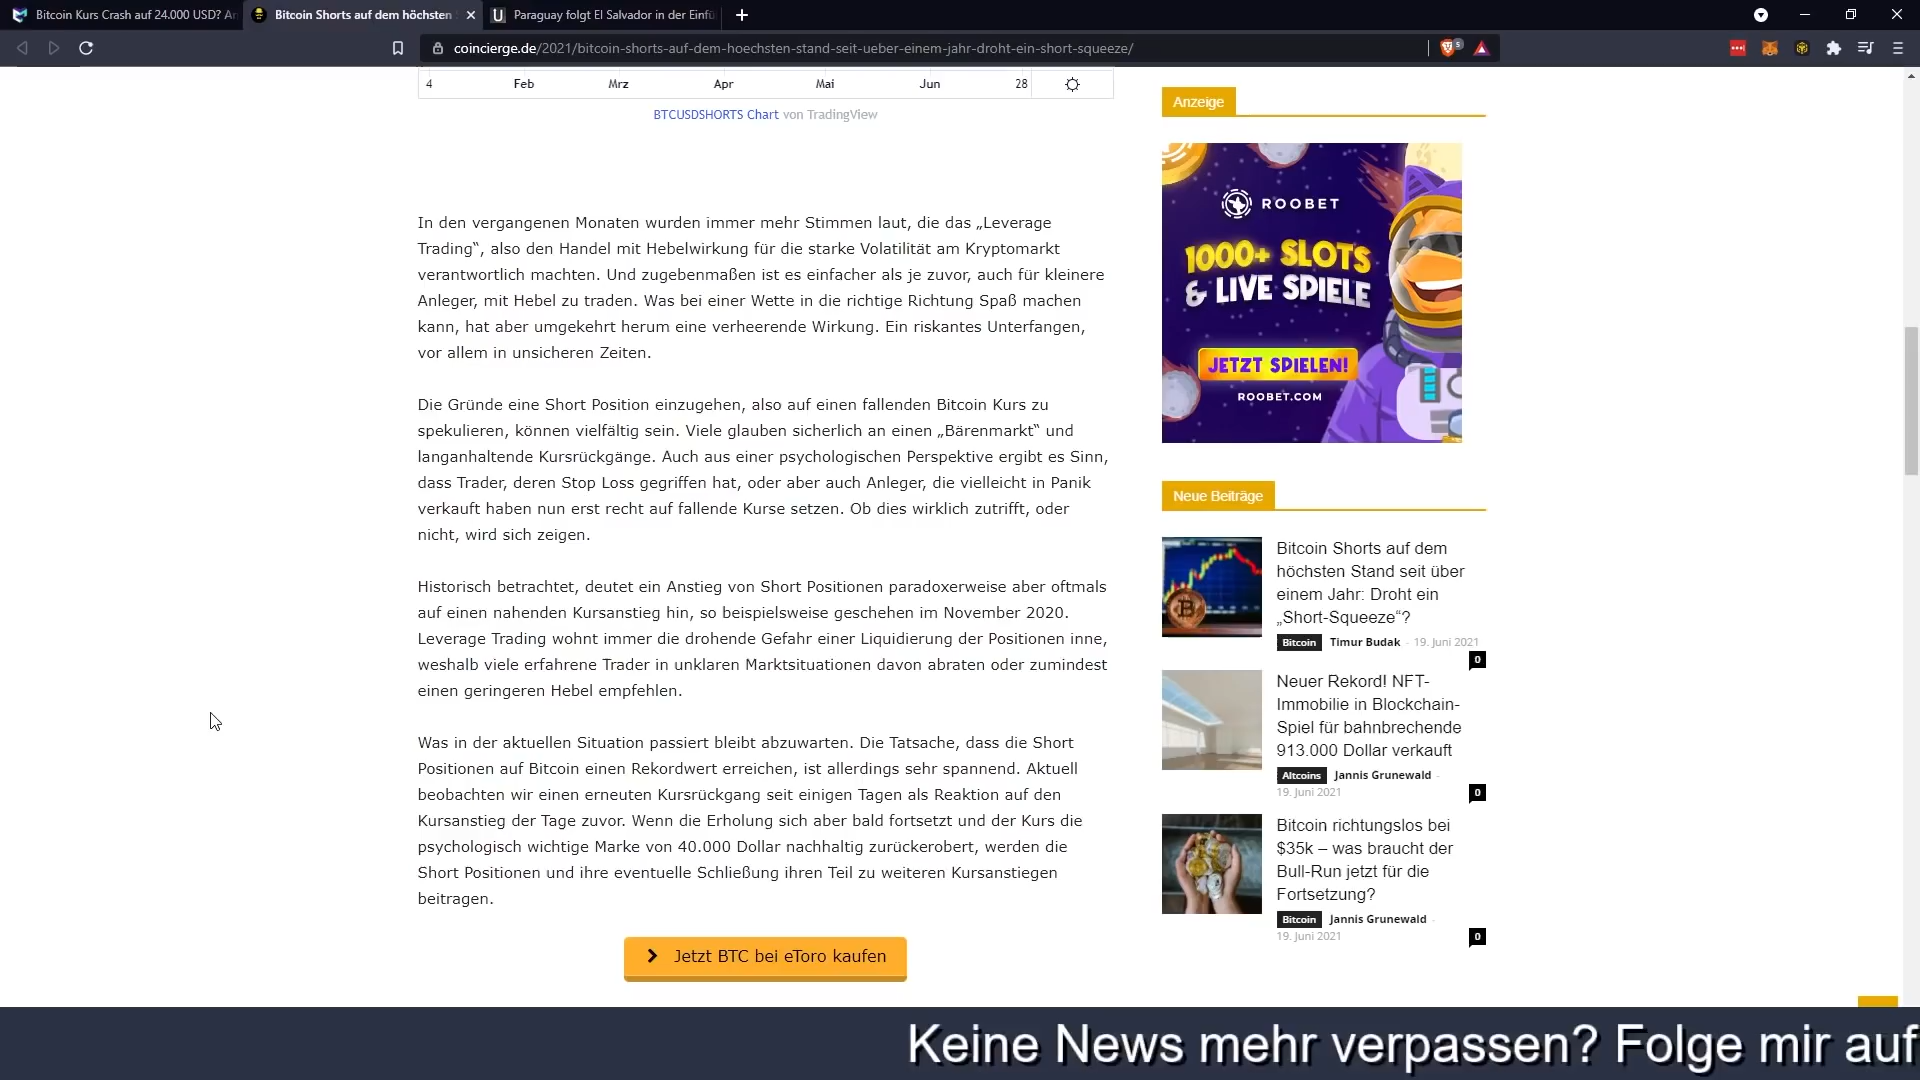 Bitcoin Kurs Crash auf 24.000 USD? An
Bitcoin Shorts auf dem höchsten
Paraguay folgt El Salvador in der Einfü
coincierge.de/2021/bitcoin-shorts-auf-dem-hoechsten-stand-seit-ueber-einem-jahr-droht-ein-short-squeeze/
4 Feb Mrz Apr Mai Jun 28
BTCUSDSHORTS Chart von TradingView
In den vergangenen Monaten wurden immer mehr Stimmen laut, die das „Leverage
Trading“, also den Handel mit Hebelwirkung für die starke Volatilität am Kryptomarkt
verantwortlich machten. Und zugebenmaßen ist es einfacher als je zuvor, auch für kleinere
Anleger, mit Hebel zu traden. Was bei einer Wette in die richtige Richtung Spaß machen
kann, hat aber umgekehrt herum eine verheerende Wirkung. Ein riskantes Unterfangen,
vor allem in unsicheren Zeiten.
Die Gründe eine Short Position einzugehen, also auf einen fallenden Bitcoin Kurs zu
spekulieren, können vielfältig sein. Viele glauben sicherlich an einen „Bärenmarkt“ und
langanhaltende Kursrückgänge. Auch aus einer psychologischen Perspektive ergibt es Sinn,
dass Trader, deren Stop Loss gegriffen hat, oder aber auch Anleger, die vielleicht in Panik
verkauft haben nun erst recht auf fallende Kurse setzen. Ob dies wirklich zutrifft, oder
nicht, wird sich zeigen.
Historisch betrachtet, deutet ein Anstieg von Short Positionen paradoxerweise aber oftmals
auf einen nahenden Kursanstieg hin, so beispielsweise geschehen im November 2020.
Leverage Trading wohnt immer die drohende Gefahr einer Liquidierung der Positionen inne,
weshalb viele erfahrene Trader in unklaren Marktsituationen davon abraten oder zumindest
einen geringeren Hebel empfehlen.
Was in der aktuellen Situation passiert bleibt abzuwarten. Die Tatsache, dass die Short
Positionen auf Bitcoin einen Rekordwert erreichen, ist allerdings sehr spannend. Aktuell
beobachten wir einen erneuten Kursrückgang seit einigen Tagen als Reaktion auf den
Kursanstieg der Tage zuvor. Wenn die Erholung sich aber bald fortsetzt und der Kurs die
psychologisch wichtige Marke von 40.000 Dollar nachhaltig zurückerobert, werden die
Short Positionen und ihre eventuelle Schließung ihren Teil zu weiteren Kursanstiegen
beitragen.
Jetzt BTC bei eToro kaufen
Anzeige
ROOBET
1000+ SLOTS
& LIVE SPIELE
JETZT SPIELEN!
ROOBET.COM
Neue Beiträge
Bitcoin Shorts auf dem
höchsten Stand seit über
einem Jahr: Droht ein
„Short-Squeeze“?
Bitcoin Timur Budak - 19. Juni 2021
0
Neuer Rekord! NFT-
Immobilie in Blockchain-
Spiel für bahnbrechende
913.000 Dollar verkauft
Altcoins Jannis Grunewald -
19. Juni 2021
0
Bitcoin richtungslos bei
$35k – was braucht der
Bull-Run jetzt für die
Fortsetzung?
Bitcoin Jannis Grunewald -
19. Juni 2021
0
Keine News mehr verpassen? Folge mir auf